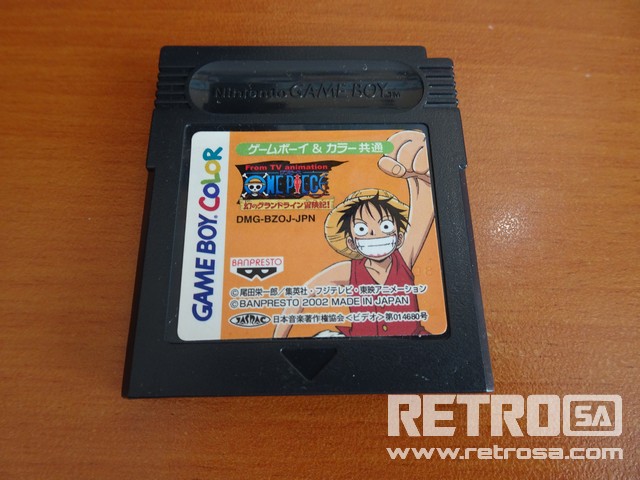 Nintendo GAME BOY TM
ゲームボーイ & カラー共通
GAME BOY COLOR
From TV animation
ONE PIECE
幻のグランドライン冒険記!
DMG-BZOJ-JPN
BANPRESTO
©尾田栄一郎/集英社・フジテレビ・東映アニメーション
©BANPRESTO 2002 MADE IN JAPAN
JASRAC
日本音楽著作権協会<ビデオ>第014680号
RETRO SA
www.retrosa.com